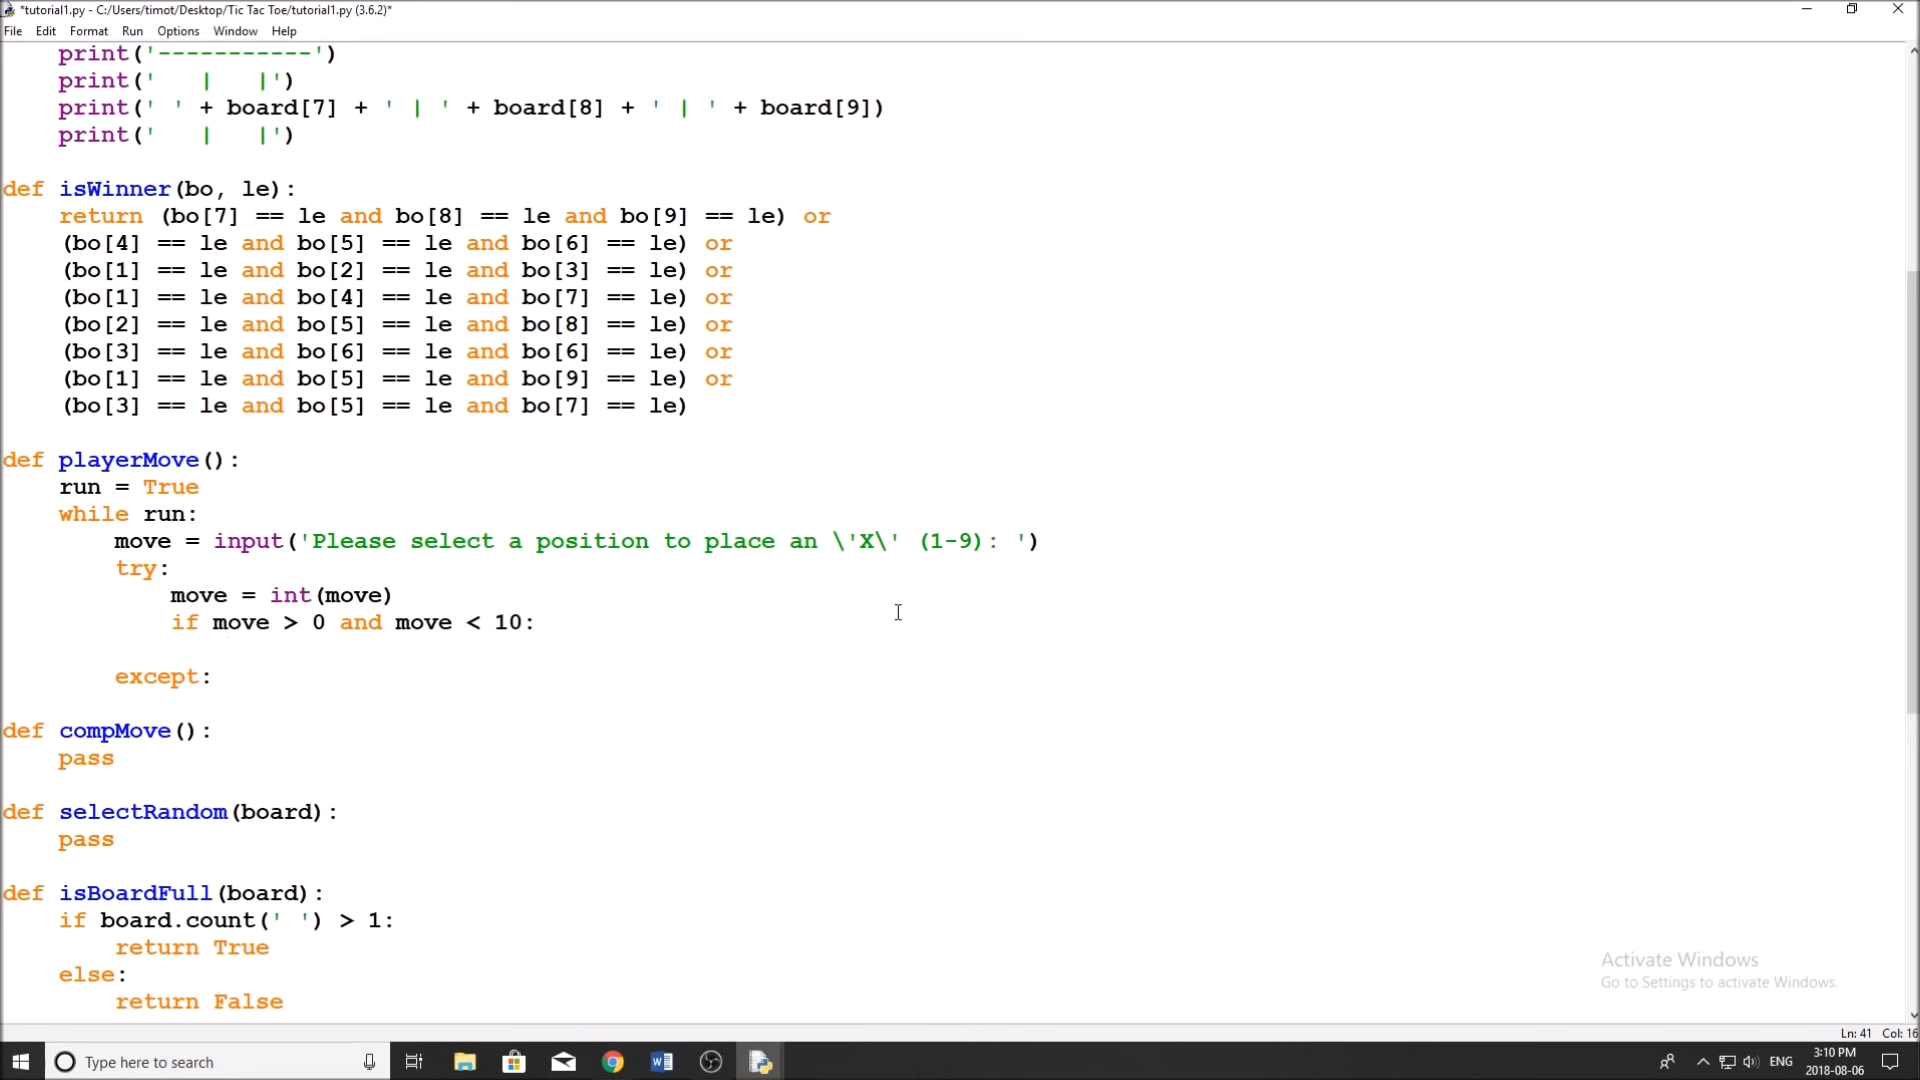 *tutorial1.py - C:/Users/timot/Desktop/Tic Tac Toe/tutorial1.py (3.6.2)*
File Edit Format Run Options Window Help
    print('-----------')
    print('   |   |')
    print(' ' + board[7] + ' | ' + board[8] + ' | ' + board[9])
    print('   |   |')
def isWinner(bo, le):
    return (bo[7] == le and bo[8] == le and bo[9] == le) or
    (bo[4] == le and bo[5] == le and bo[6] == le) or
    (bo[1] == le and bo[2] == le and bo[3] == le) or
    (bo[1] == le and bo[4] == le and bo[7] == le) or
    (bo[2] == le and bo[5] == le and bo[8] == le) or
    (bo[3] == le and bo[6] == le and bo[6] == le) or
    (bo[1] == le and bo[5] == le and bo[9] == le) or
    (bo[3] == le and bo[5] == le and bo[7] == le)
def playerMove():
    run = True
    while run:
        move = input('Please select a position to place an \'X\' (1-9): ')
        try:
            move = int(move)
            if move > 0 and move < 10:
        except:
def compMove():
    pass
def selectRandom(board):
    pass
def isBoardFull(board):
    if board.count(' ') > 1:
        return True
    else:
        return False
Activate Windows
Go to Settings to activate Windows.
Ln: 41 Col: 16
Type here to search
ENG
3:10 PM
2018-08-06